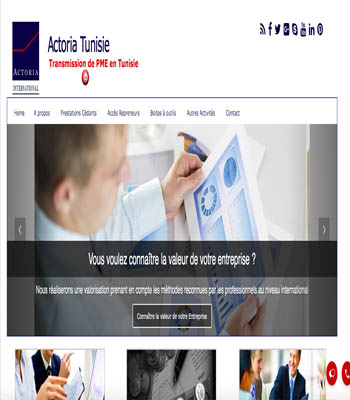 Actoria Tunisie
Transmission de PME en Tunisie
ACTORIA
INTERNATIONAL
Home A propos Prestations Cédants Accès Repreneurs Boites à outils Autres Activités Contact
Vous voulez connaître la valeur de votre entreprise ?
Nous réaliserons une valorisation prenant en compte les méthodes reconnues par les professionnels au niveau international
Connaître la valeur de votre Entreprise